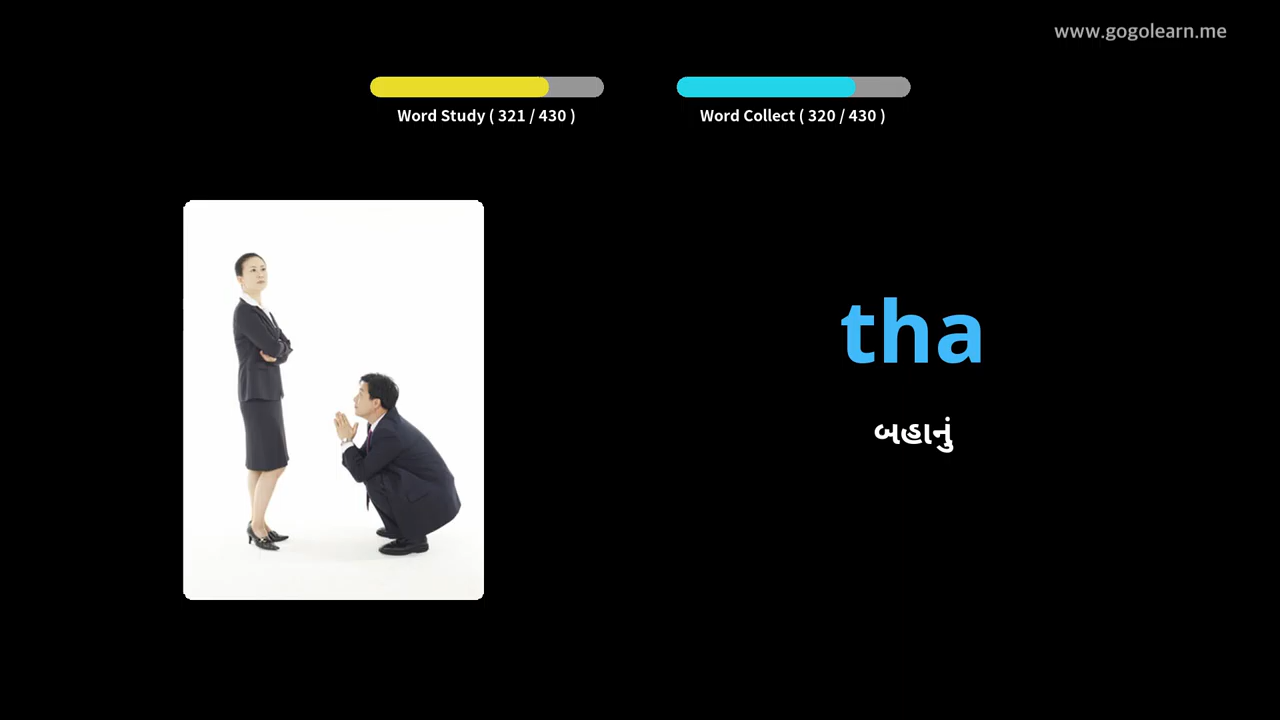 www.gogolearn.me
Word Study ( 321 / 430 )
Word Collect ( 320 / 430 )
tha
બહાનું